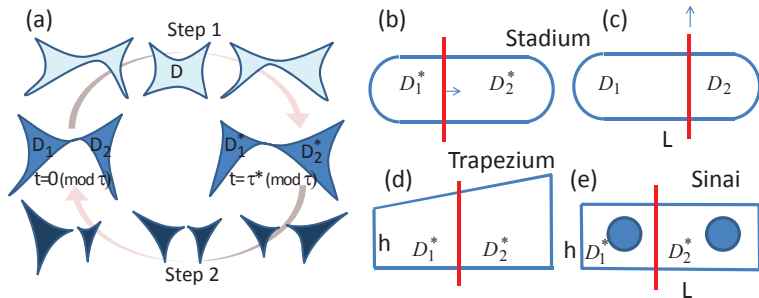 (a)
Step 1
D
D₁
D₂
t=0 (mod τ)
D₁*
D₂*
t=τ* (mod τ)
Step 2
(b)
Stadium
D₁*
D₂*
(c)
D₁
D₂
L
Trapezium
(d)
h
D₁*
D₂*
(e)
Sinai
h
D₁*
D₂*
L